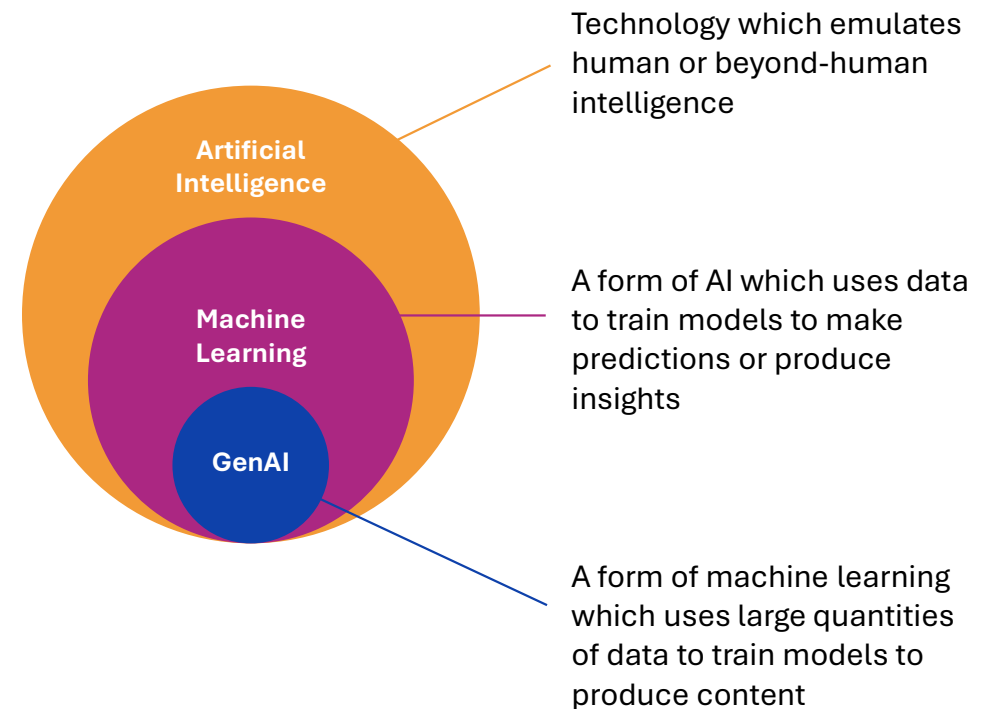 Technology which emulates
human or beyond-human
intelligence
Artificial
Intelligence
A form of AI which uses data
to train models to make
predictions or produce
insights
Machine
Learning
GenAI
A form of machine learning
which uses large quantities
of data to train models to
produce content